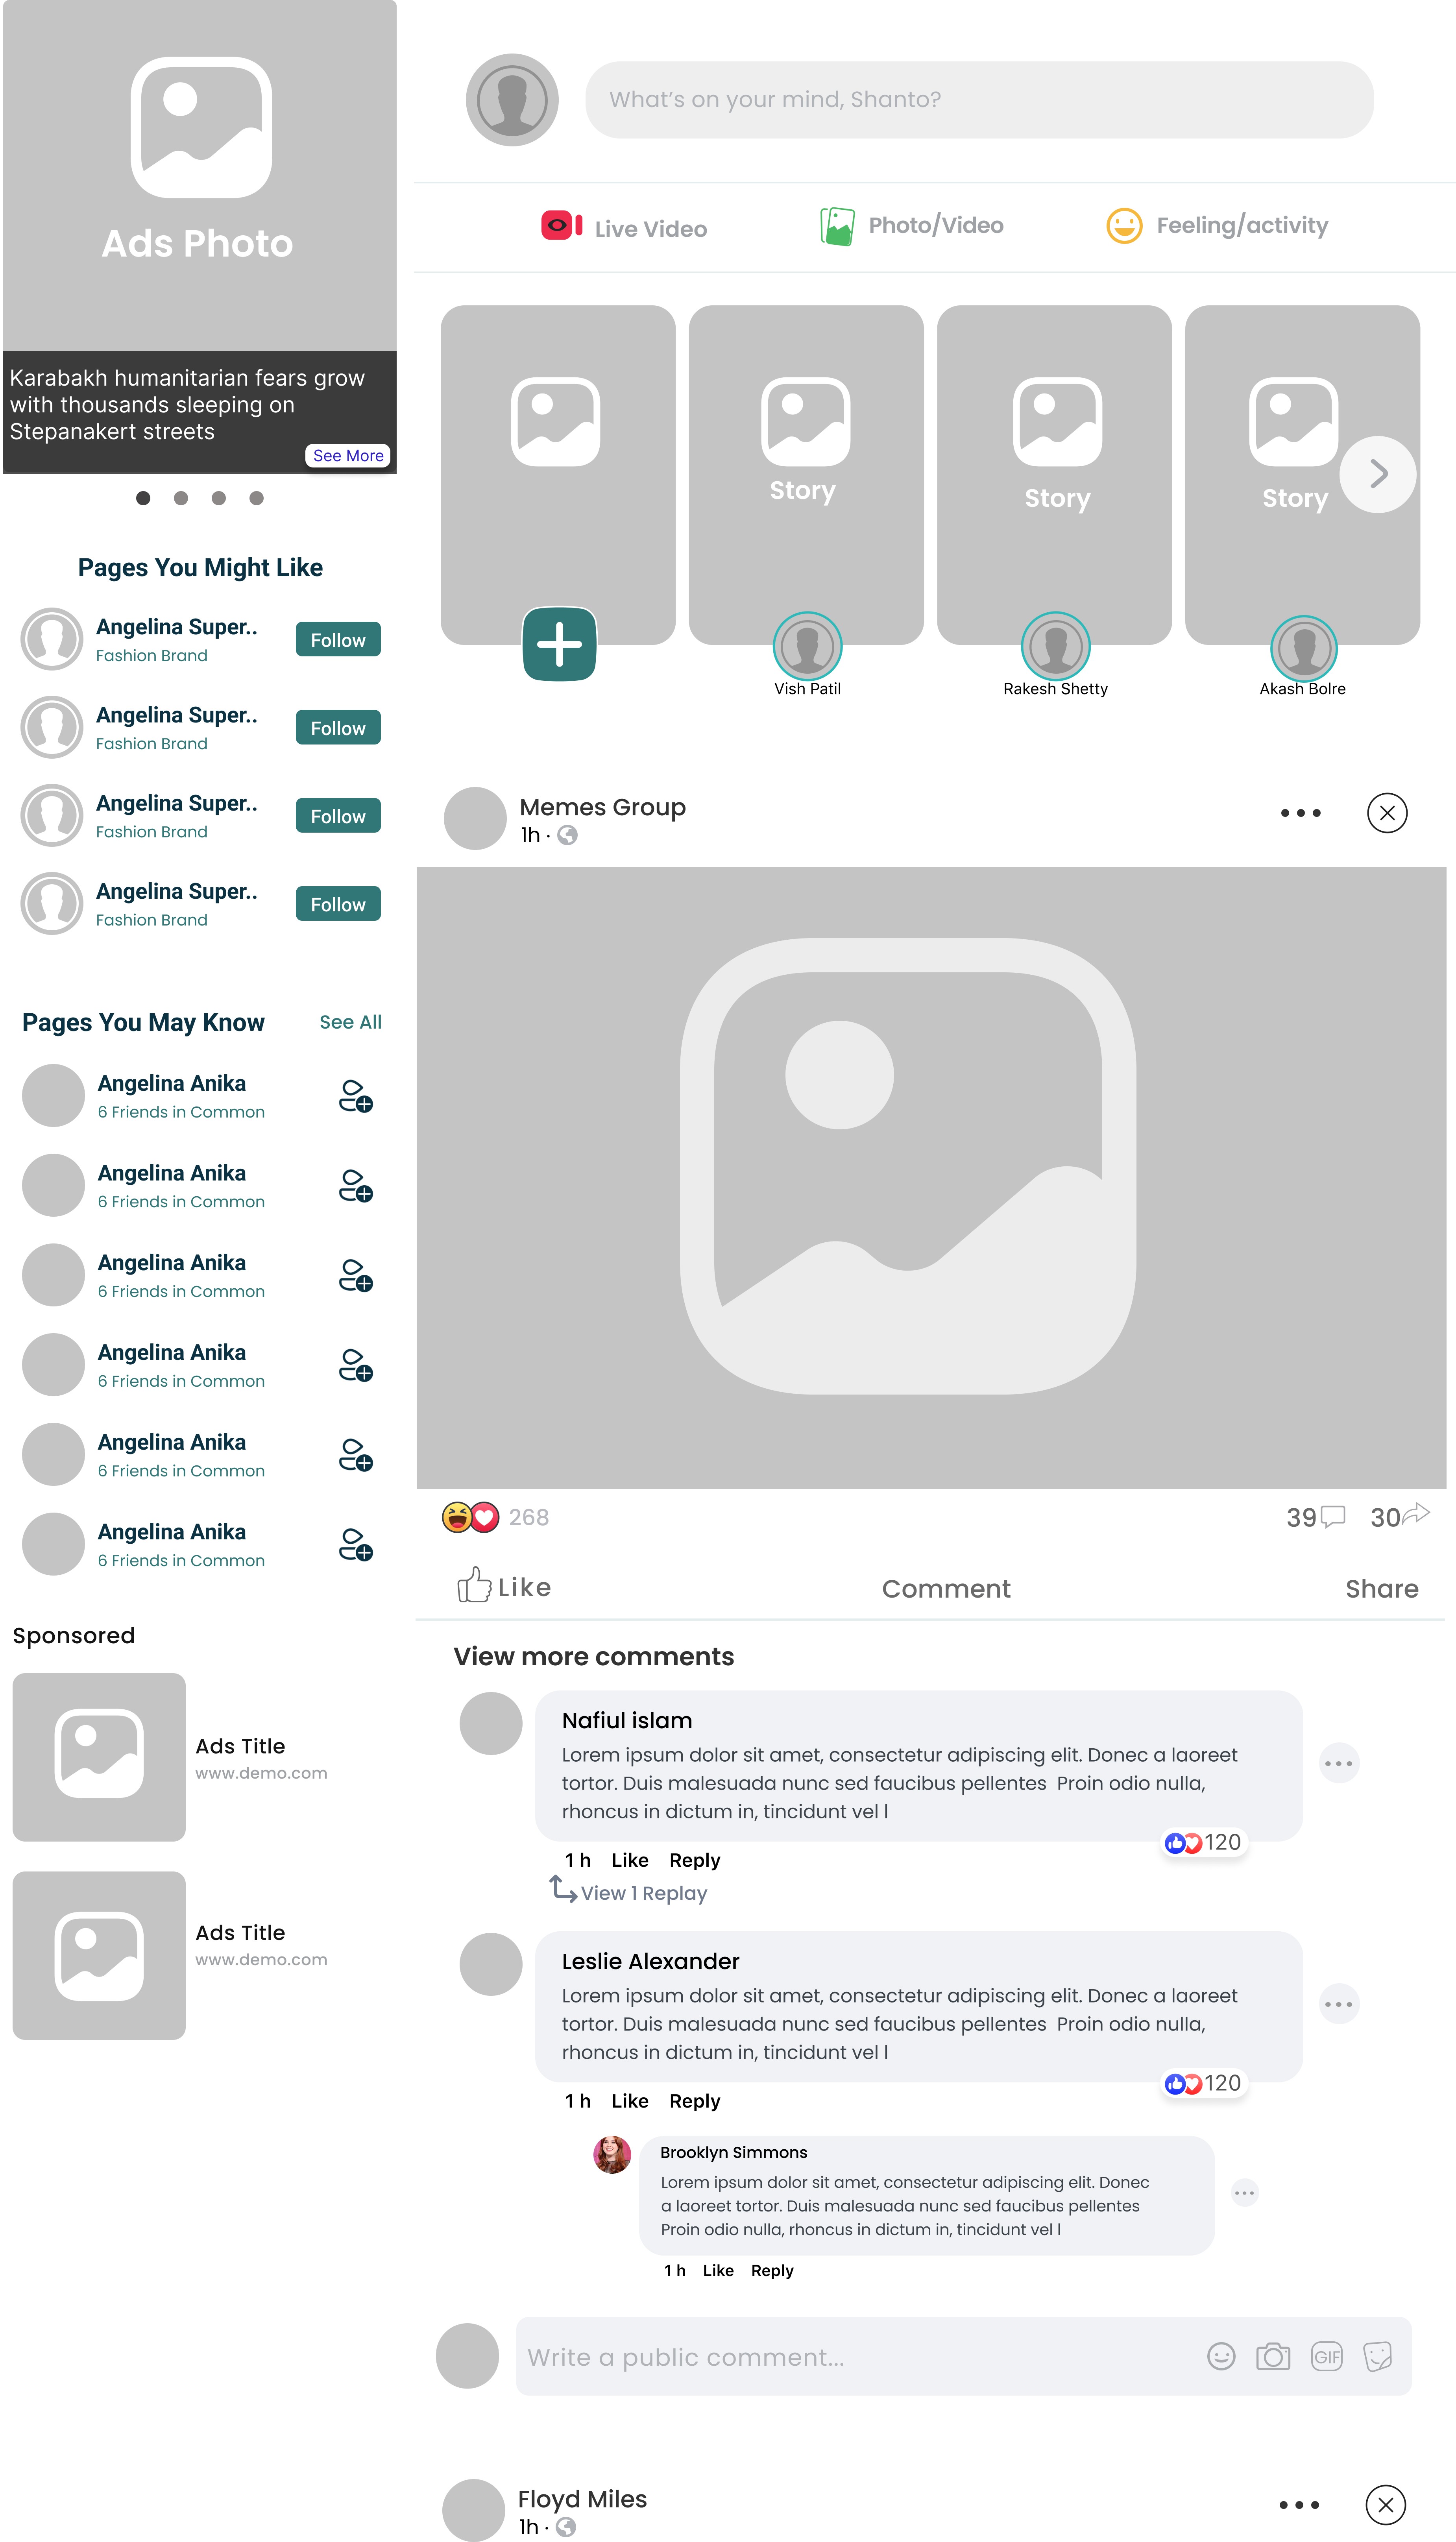 Ads Photo
Karabakh humanitarian fears grow
with thousands sleeping on
Stepanakert streets
See More
Pages You Might Like
Angelina Super..
Fashion Brand
Follow
Angelina Super..
Fashion Brand
Follow
Angelina Super..
Fashion Brand
Follow
Angelina Super..
Fashion Brand
Follow
Pages You May Know
See All
Angelina Anika
6 Friends in Common
Angelina Anika
6 Friends in Common
Angelina Anika
6 Friends in Common
Angelina Anika
6 Friends in Common
Angelina Anika
6 Friends in Common
Angelina Anika
6 Friends in Common
Sponsored
Ads Title
www.demo.com
Ads Title
www.demo.com
What's on your mind, Shanto?
Live Video
Photo/Video
Feeling/activity
Story
Story
Story
Vish Patil
Rakesh Shetty
Akash Bolre
Memes Group
1h ·
268
39
30
Like
Comment
Share
View more comments
Nafiul islam
Lorem ipsum dolor sit amet, consectetur adipiscing elit. Donec a laoreet
tortor. Duis malesuada nunc sed faucibus pellentes  Proin odio nulla,
rhoncus in dictum in, tincidunt vel l
120
1 h Like Reply
View 1 Replay
Leslie Alexander
Lorem ipsum dolor sit amet, consectetur adipiscing elit. Donec a laoreet
tortor. Duis malesuada nunc sed faucibus pellentes  Proin odio nulla,
rhoncus in dictum in, tincidunt vel l
120
1 h Like Reply
Brooklyn Simmons
Lorem ipsum dolor sit amet, consectetur adipiscing elit. Donec
a laoreet tortor. Duis malesuada nunc sed faucibus pellentes
Proin odio nulla, rhoncus in dictum in, tincidunt vel l
1 h Like Reply
Write a public comment...
GIF
Floyd Miles
1h ·